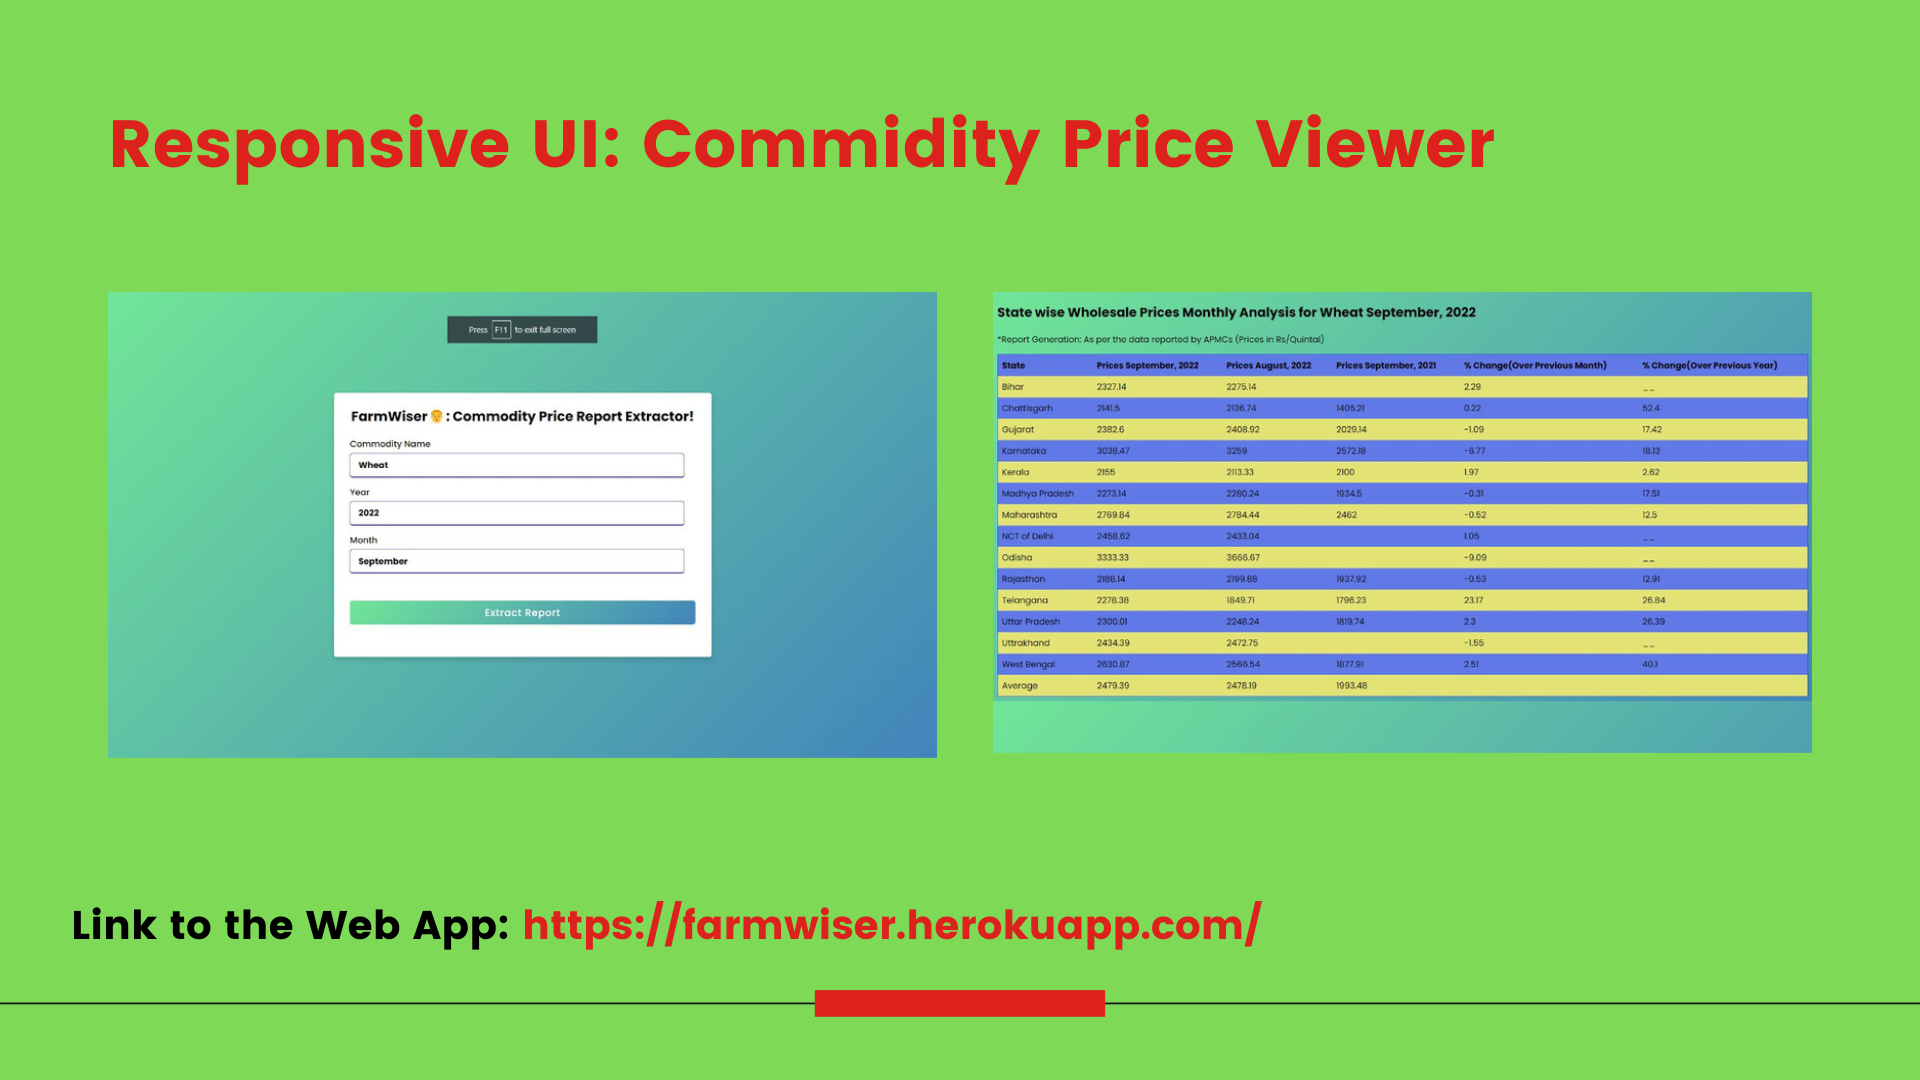 Responsive UI: Commidity Price Viewer
Press F11 to exit full screen
FarmWiser : Commodity Price Report Extractor!
Commodity Name
Wheat
Year
2022
Month
September
Extract Report
State wise Wholesale Prices Monthly Analysis for Wheat September, 2022
*Report Generation: As per the data reported by APMCs (Prices in Rs/Quintal)
State Prices September, 2022 Prices August, 2022 Prices September, 2021 % Change(Over Previous Month) % Change(Over Previous Year)
Bihar 2327.14 2275.14 2.29 _ _
Chattisgarh 2141.5 2136.74 1405.21 0.22 52.4
Gujarat 2382.6 2408.92 2029.14 -1.09 17.42
Karnataka 3038.47 3259 2572.18 -6.77 18.13
Kerala 2155 2113.33 2100 1.97 2.62
Madhya Pradesh 2273.14 2280.24 1934.5 -0.31 17.51
Maharashtra 2769.84 2784.44 2462 -0.52 12.5
NCT of Delhi 2458.62 2433.04 1.05 _ _
Odisha 3333.33 3666.67 -9.09 _ _
Rajasthan 2188.14 2199.88 1937.92 -0.53 12.91
Telangana 2278.38 1849.71 1796.23 23.17 26.84
Uttar Pradesh 2300.01 2248.24 1819.74 2.3 26.39
Uttrakhand 2434.39 2472.75 -1.55 _ _
West Bengal 2630.87 2566.54 1877.91 2.51 40.1
Average 2479.39 2478.19 1993.48
Link to the Web App: https://farmwiser.herokuapp.com/